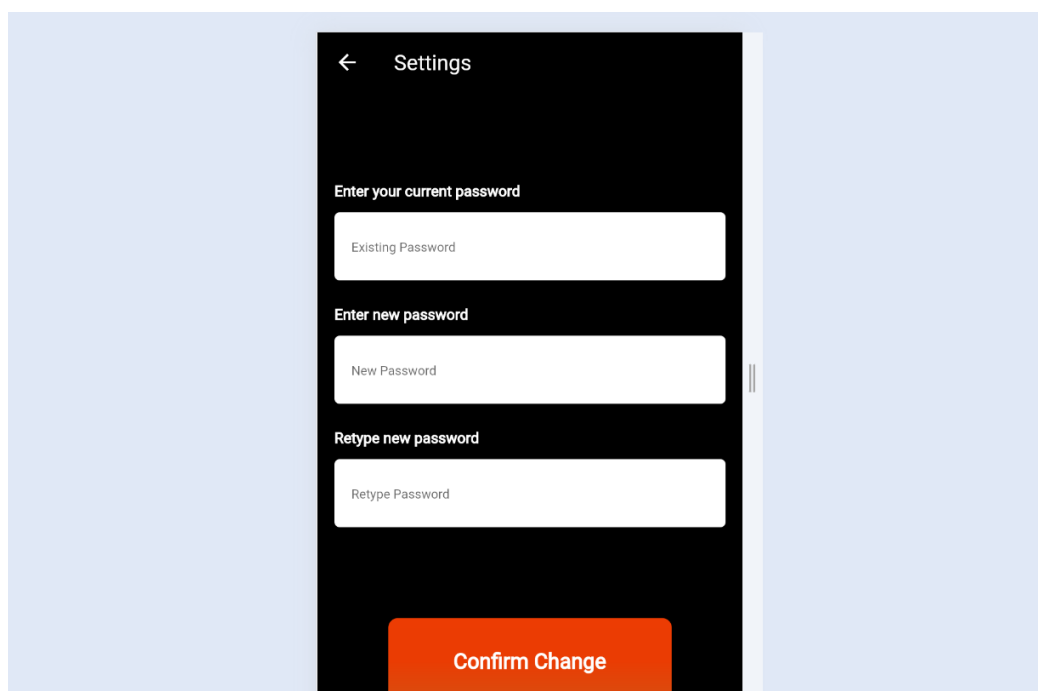 Settings
Enter your current password
Existing Password
Enter new password
New Password
Retype new password
Retype Password
Confirm Change